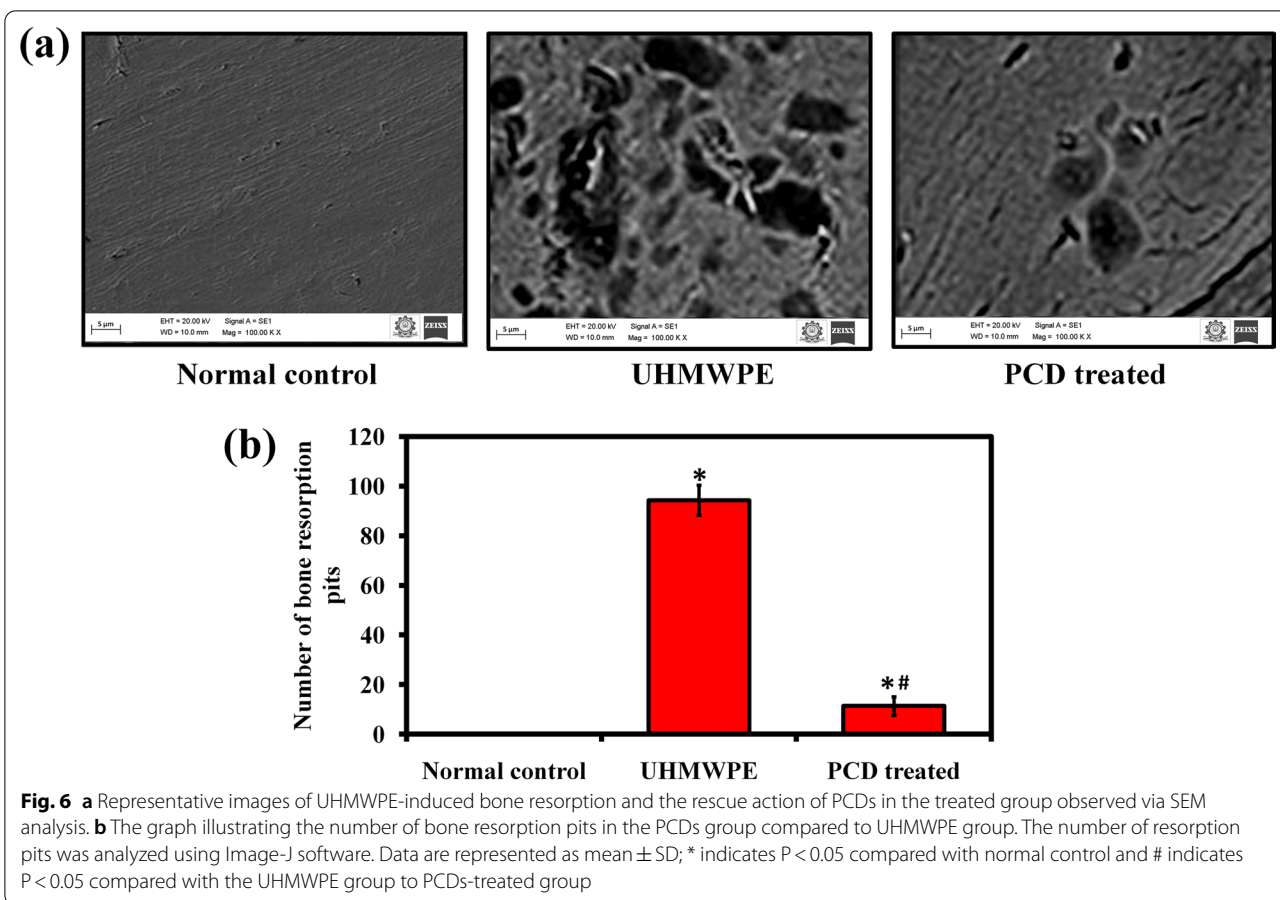 (a)
5 µm
EHT = 20.00 kV Signal A = SE1
WD = 10.0 mm Mag = 100.00 K X
ZEISS
5 µm
EHT = 20.00 kV Signal A = SE1
WD = 10.0 mm Mag = 100.00 K X
ZEISS
5 µm
EHT = 20.00 kV Signal A = SE1
WD = 10.0 mm Mag = 100.00 K X
ZEISS
Normal control
UHMWPE
PCD treated
(b)
Number of bone resorption
pits
120
100
80
60
40
20
0
*
*#
Normal control
UHMWPE
PCD treated
Fig. 6 a Representative images of UHMWPE-induced bone resorption and the rescue action of PCDs in the treated group observed via SEM
analysis. b The graph illustrating the number of bone resorption pits in the PCDs group compared to UHMWPE group. The number of resorption
pits was analyzed using Image-J software. Data are represented as mean ± SD; * indicates P < 0.05 compared with normal control and # indicates
P < 0.05 compared with the UHMWPE group to PCDs-treated group